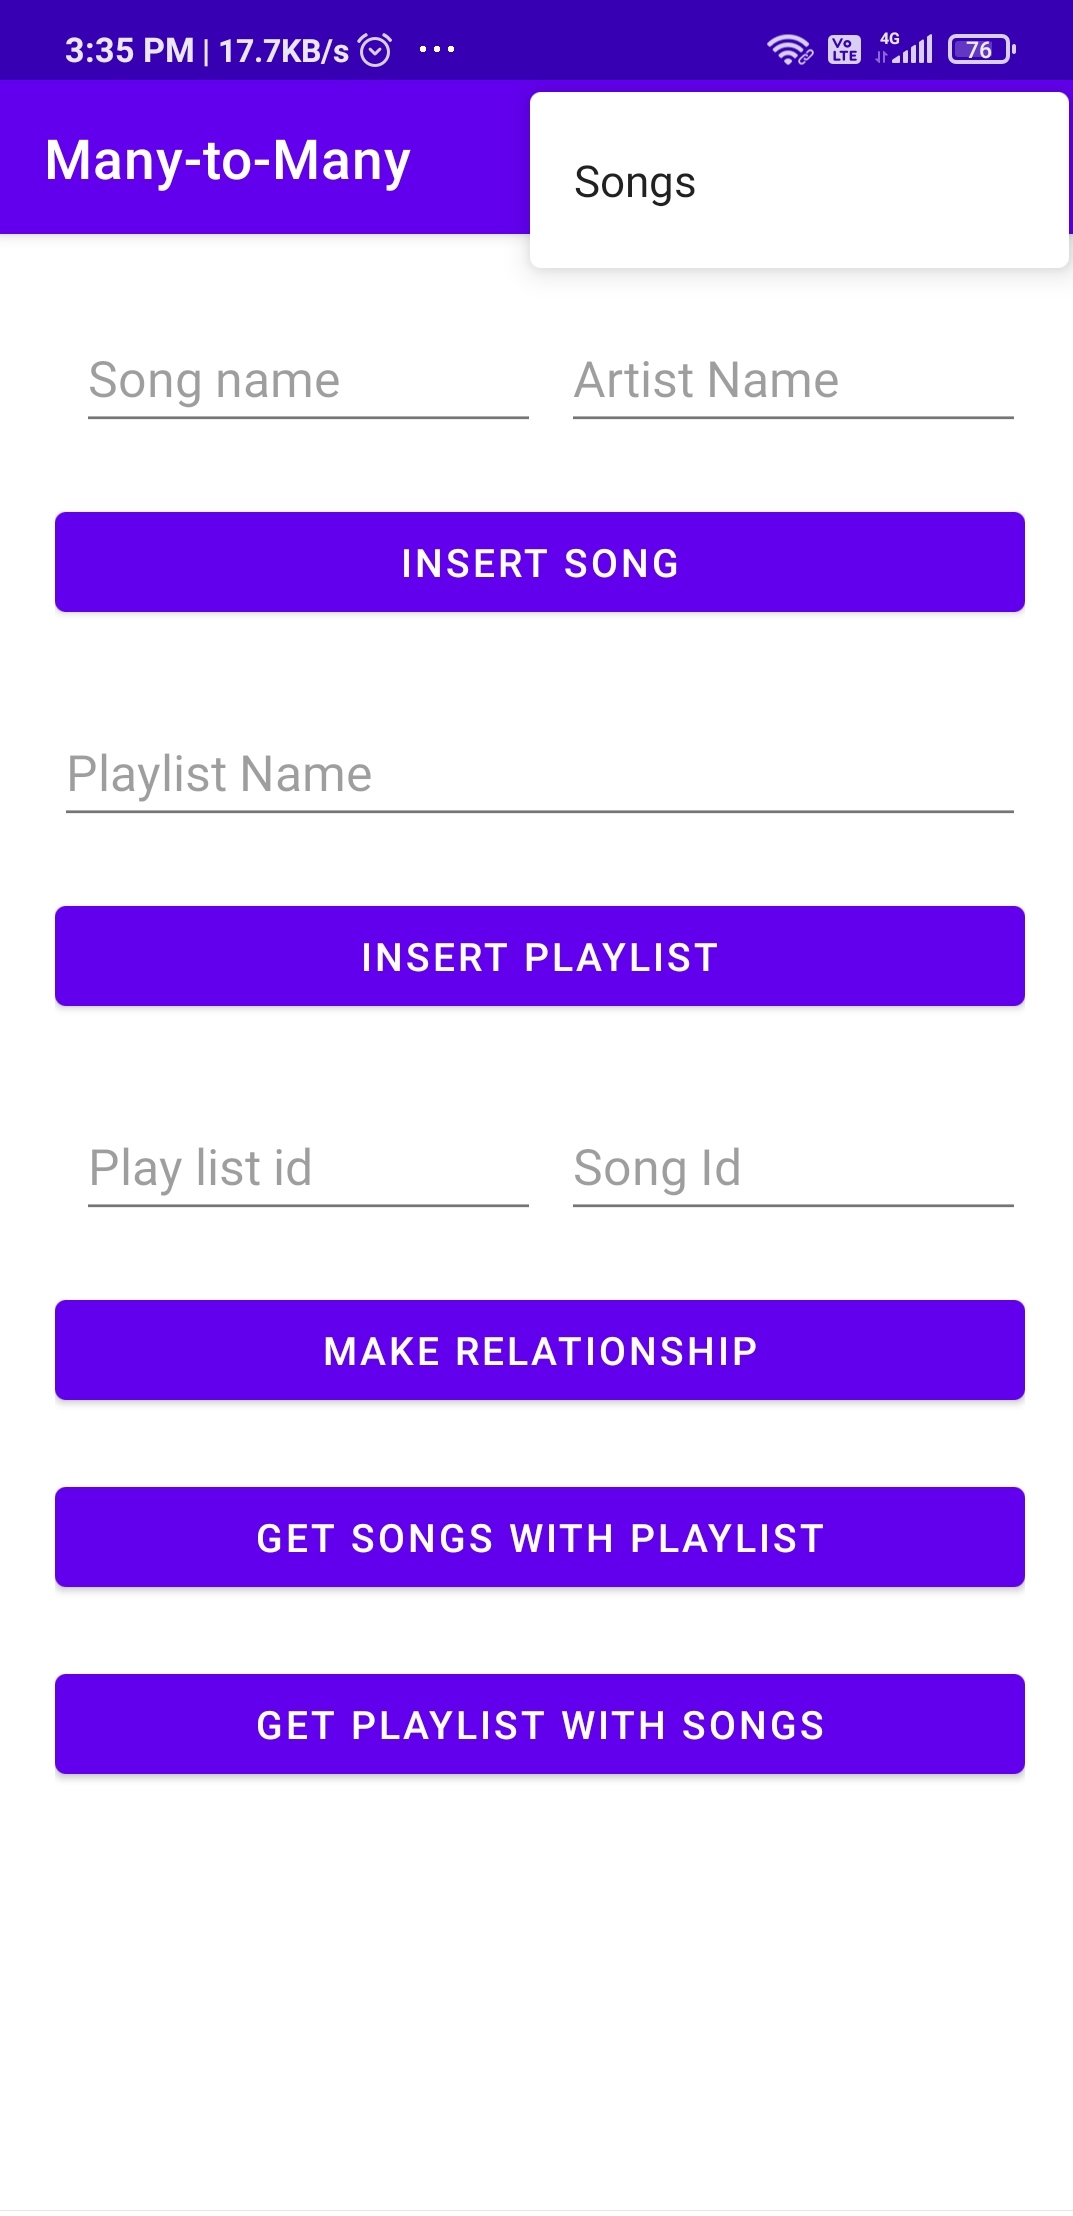 3:35 PM | 17.7KB/s ... Vo LTE 4G 76
Many-to-Many
Songs
Song name Artist Name
INSERT SONG
Playlist Name
INSERT PLAYLIST
Play list id Song Id
MAKE RELATIONSHIP
GET SONGS WITH PLAYLIST
GET PLAYLIST WITH SONGS